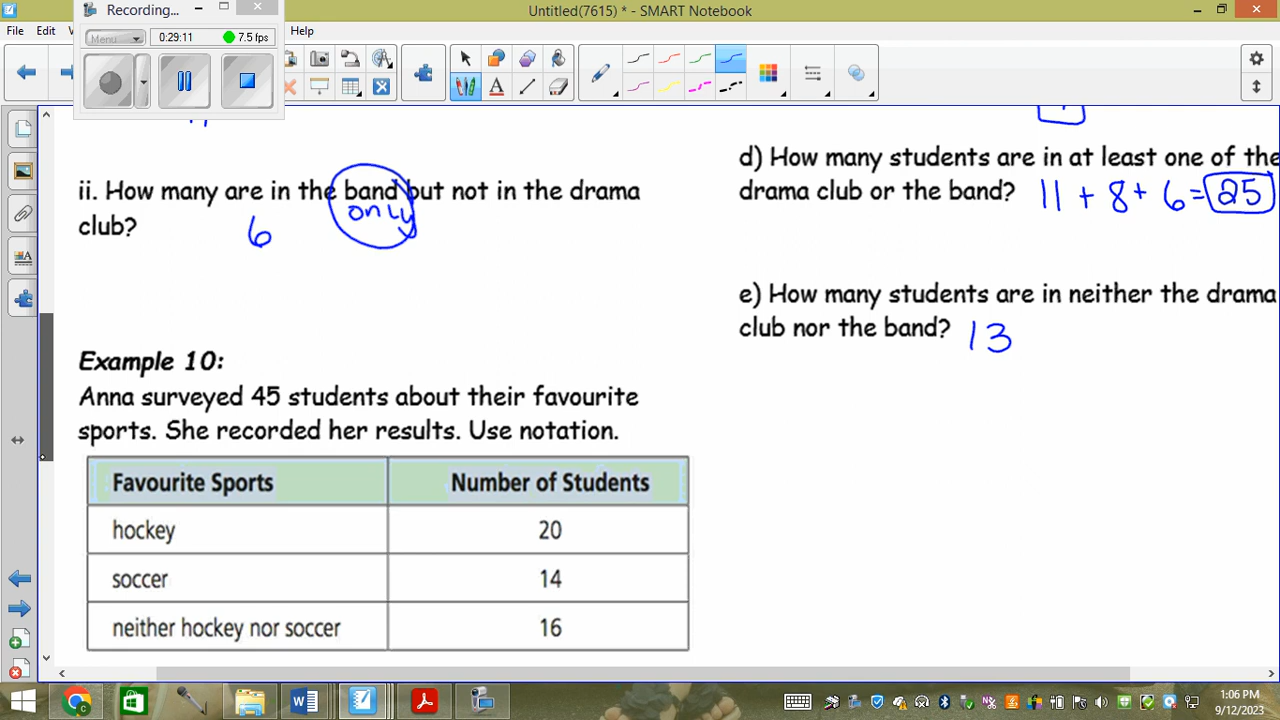 Recording...
Untitled(7615) * - SMART Notebook
File Edit Help
Menu 0:29:11 7.5 fps
ii. How many are in the band but not in the drama
only
club? 6
d) How many students are in at least one of the
drama club or the band? 11 + 8 + 6 = 25
e) How many students are in neither the drama
club nor the band? 13
Example 10:
Anna surveyed 45 students about their favourite
sports. She recorded her results. Use notation.
Favourite Sports Number of Students
hockey 20
soccer 14
neither hockey nor soccer 16
1:06 PM
9/12/2023